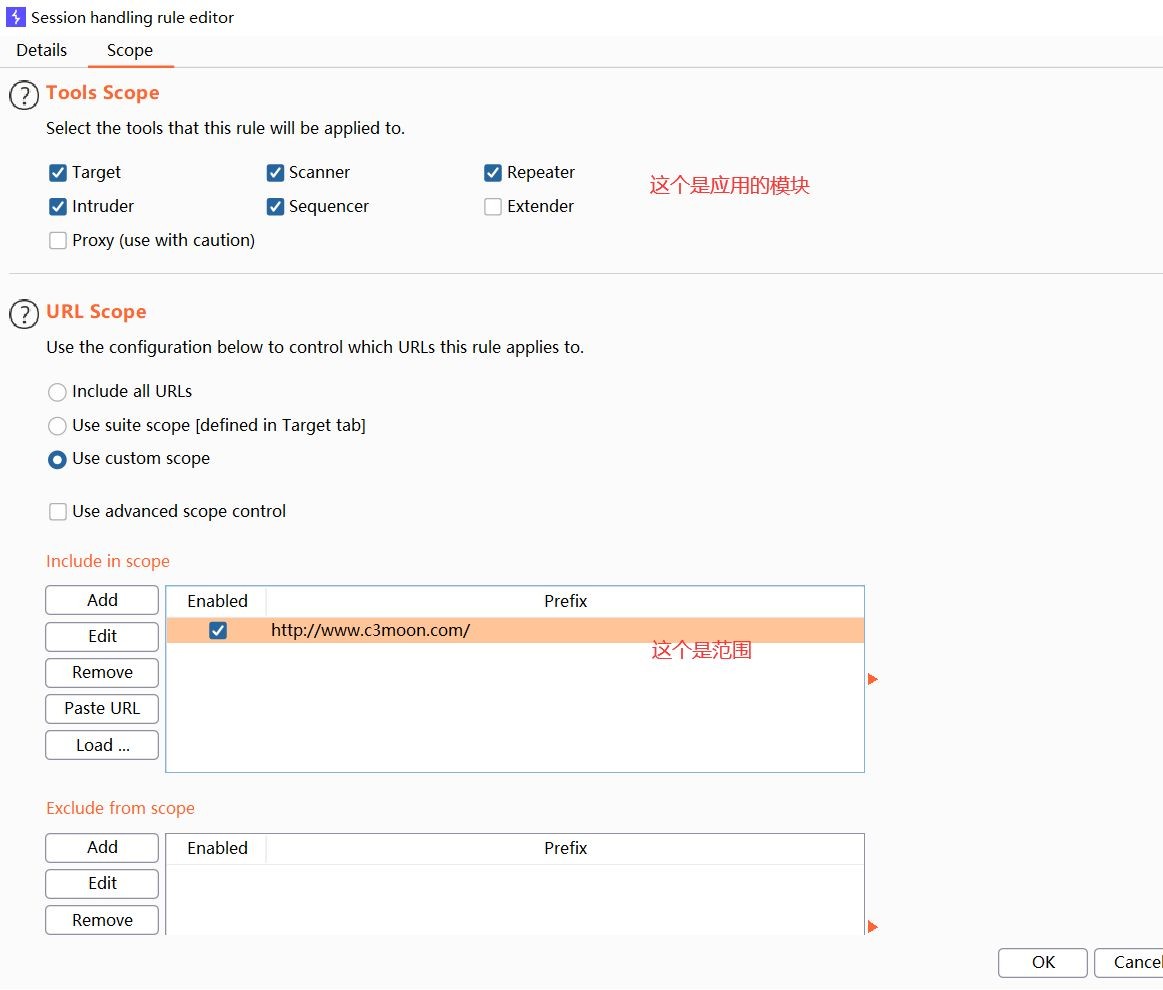 Session handling rule editor
Details Scope
Tools Scope
Select the tools that this rule will be applied to.
Target Scanner Repeater
这个是应用的模块
Intruder Sequencer Extender
Proxy (use with caution)
URL Scope
Use the configuration below to control which URLs this rule applies to.
Include all URLs
Use suite scope [defined in Target tab]
Use custom scope
Use advanced scope control
Include in scope
Add Enabled Prefix
Edit http://www.c3moon.com/
这个是范围
Remove
Paste URL
Load ...
Exclude from scope
Add Enabled Prefix
Edit
Remove
OK Cancel